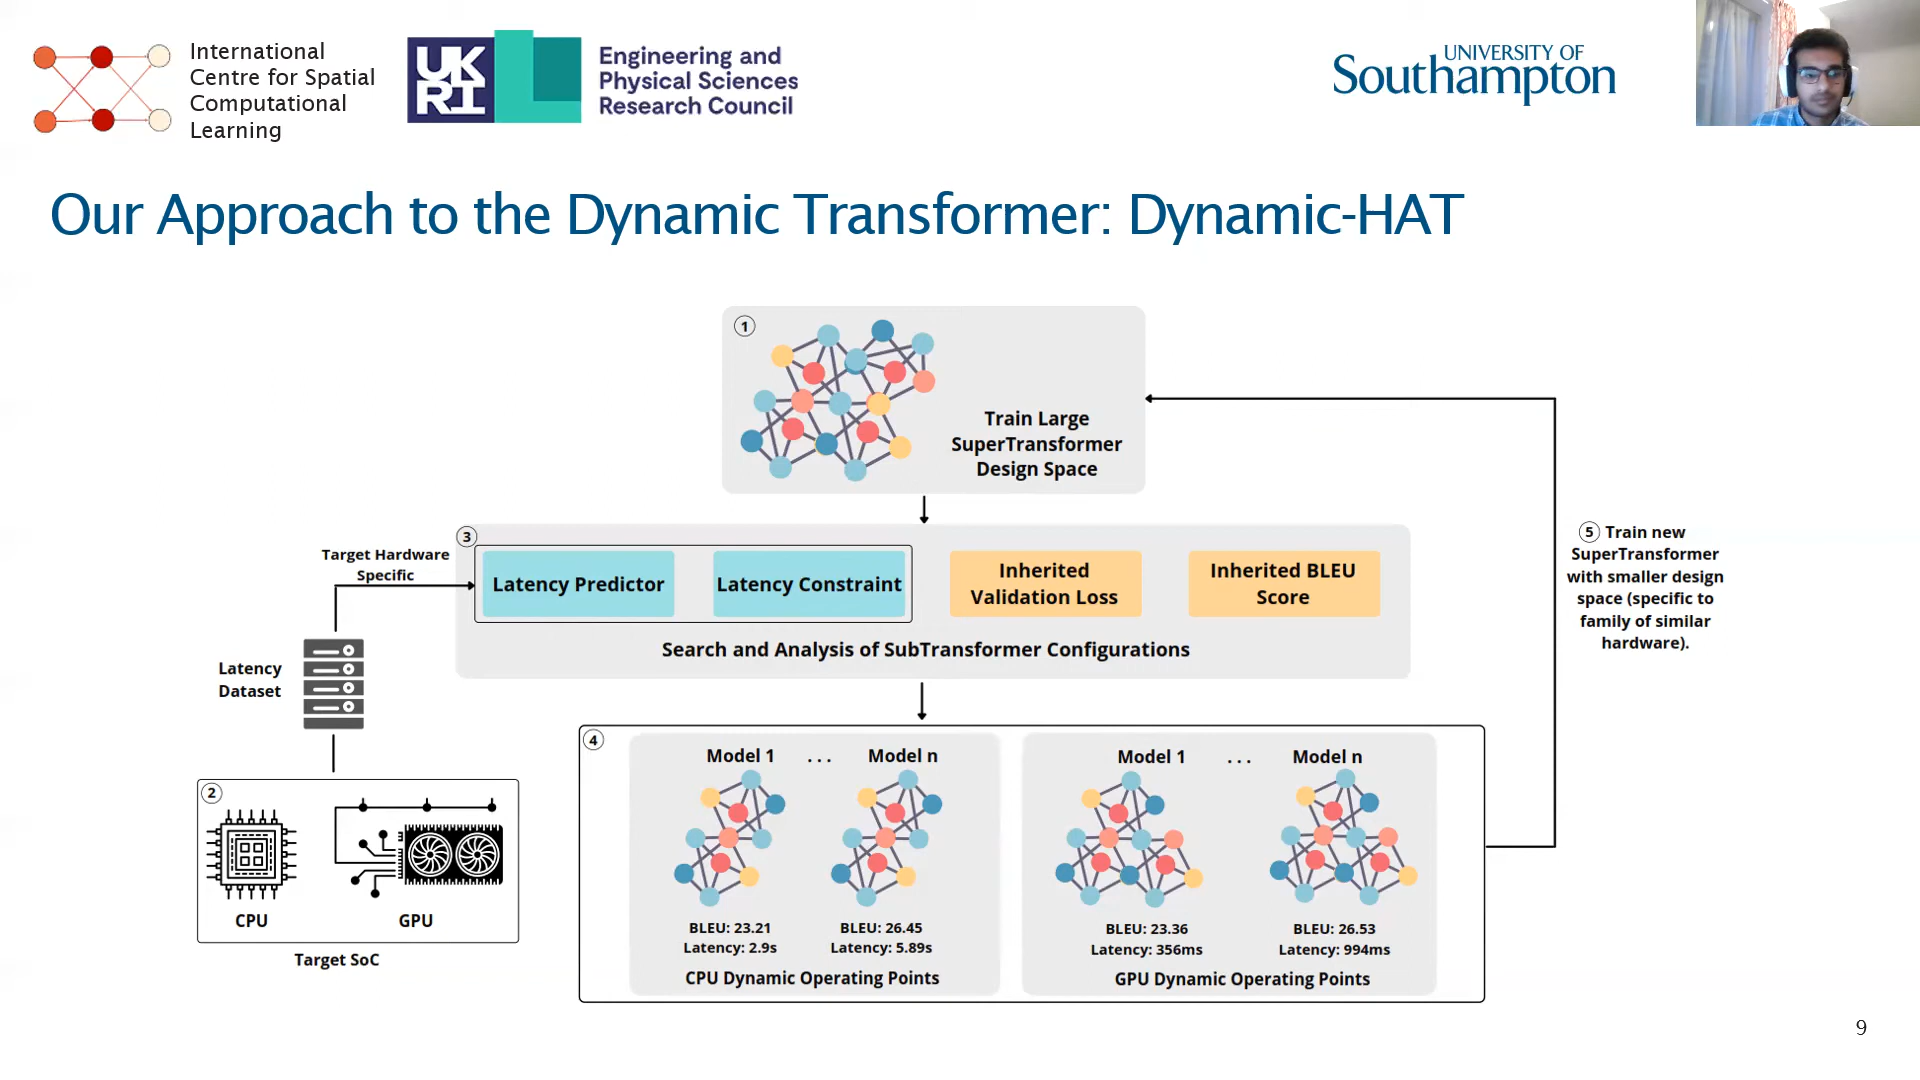 International
Centre for Spatial
Computational
Learning
UK
RI
Engineering and
Physical Sciences
Research Council
UNIVERSITY OF
Southampton
Our Approach to the Dynamic Transformer: Dynamic-HAT
1
Train Large
SuperTransformer
Design Space
3
Target Hardware
Specific
Latency Predictor
Latency Constraint
Inherited
Validation Loss
Inherited BLEU
Score
Search and Analysis of SubTransformer Configurations
5 Train new
SuperTransformer
with smaller design
space (specific to
family of similar
hardware).
Latency
Dataset
2
CPU
GPU
Target SoC
4
Model 1 ... Model n
BLEU: 23.21
Latency: 2.9s
BLEU: 26.45
Latency: 5.89s
CPU Dynamic Operating Points
Model 1 ... Model n
BLEU: 23.36
Latency: 356ms
BLEU: 26.53
Latency: 994ms
GPU Dynamic Operating Points
9